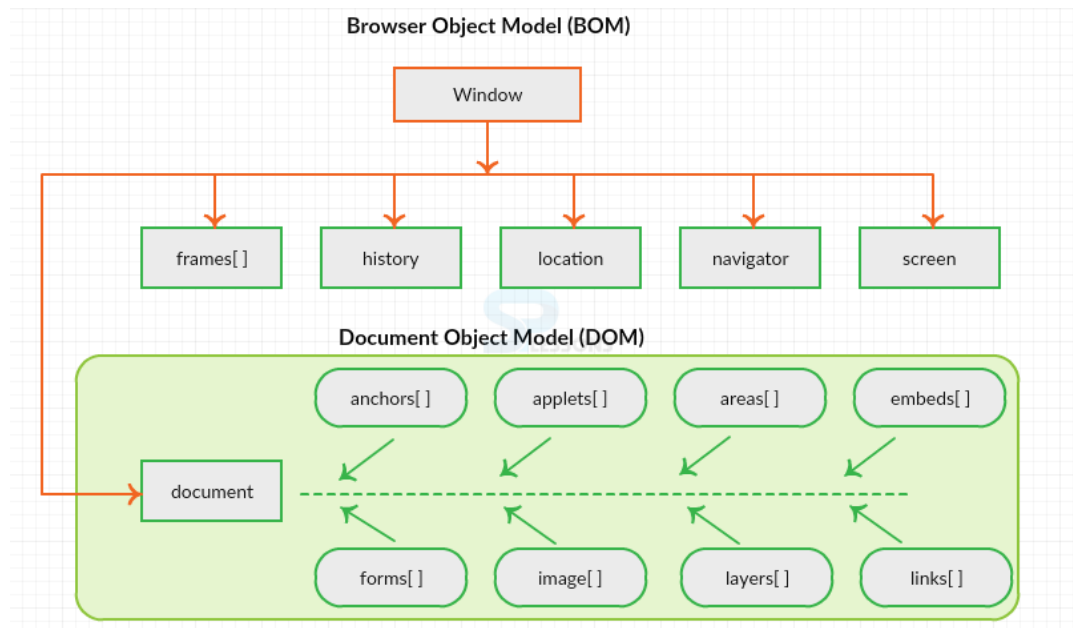 Browser Object Model (BOM)
Window
frames[ ]
history
location
navigator
screen
Document Object Model (DOM)
anchors[ ]
applets[ ]
areas[ ]
embeds[ ]
document
forms[ ]
image[ ]
layers[ ]
links[ ]